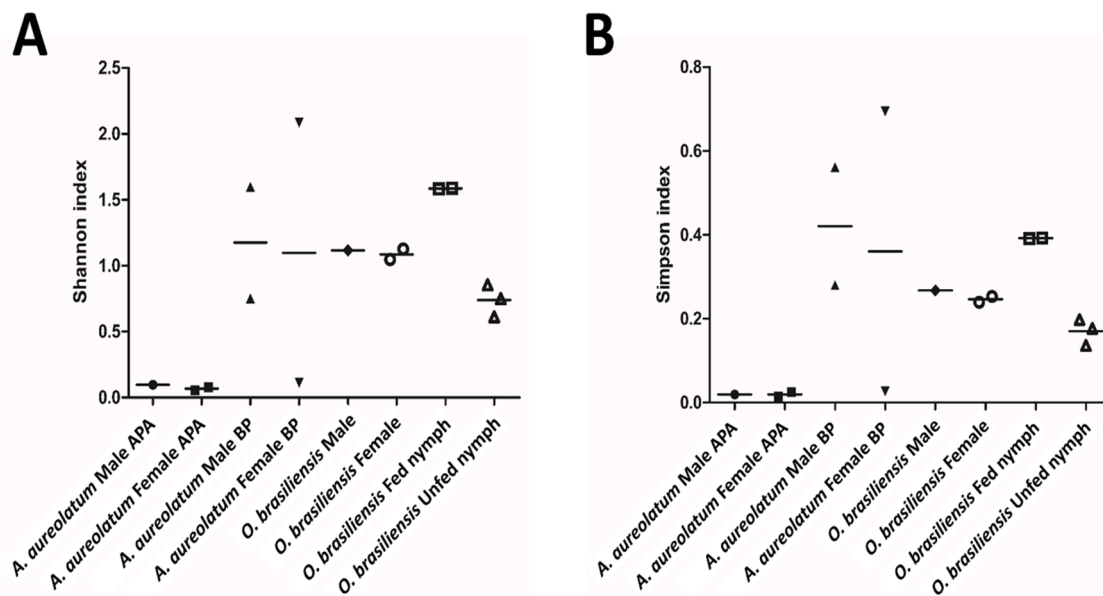 A
Shannon index
2.5
2.0
1.5
1.0
0.5
0.0
A. aureolatum Male APA
A. aureolatum Female APA
A. aureolatum Male BP
A. aureolatum Female BP
O. brasiliensis Male
O. brasiliensis Female
O. brasiliensis Fed nymph
O. brasiliensis Unfed nymph
B
Simpson index
0.8
0.6
0.4
0.2
0.0
A. aureolatum Male APA
A. aureolatum Female APA
A. aureolatum Male BP
A. aureolatum Female BP
O. brasiliensis Male
O. brasiliensis Female
O. brasiliensis Fed nymph
O. brasiliensis Unfed nymph